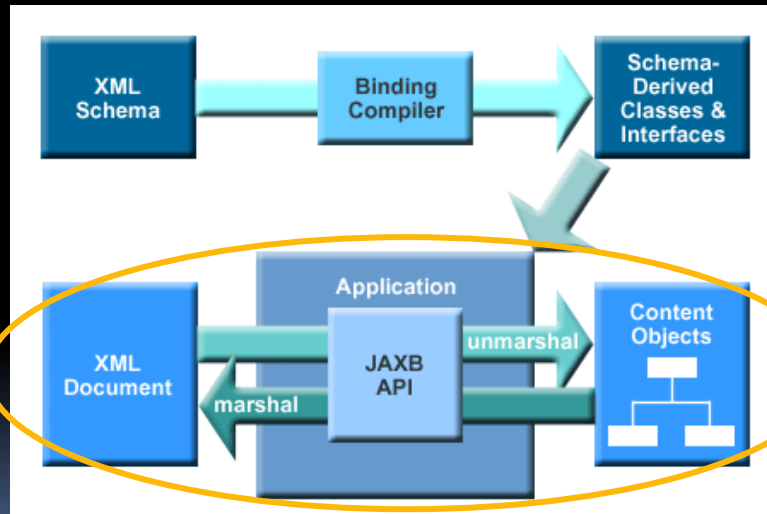 XML
Schema
Binding
Compiler
Schema-
Derived
Classes &
Interfaces
Application
XML
Document
JAXB
API
unmarshal
marshal
Content
Objects